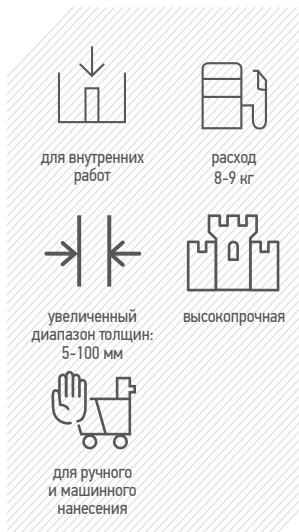 для внутренних
работ
расход
8-9 кг
увеличенный
диапазон толщин:
5-100 мм
высокопрочная
для ручного
и машинного
нанесения